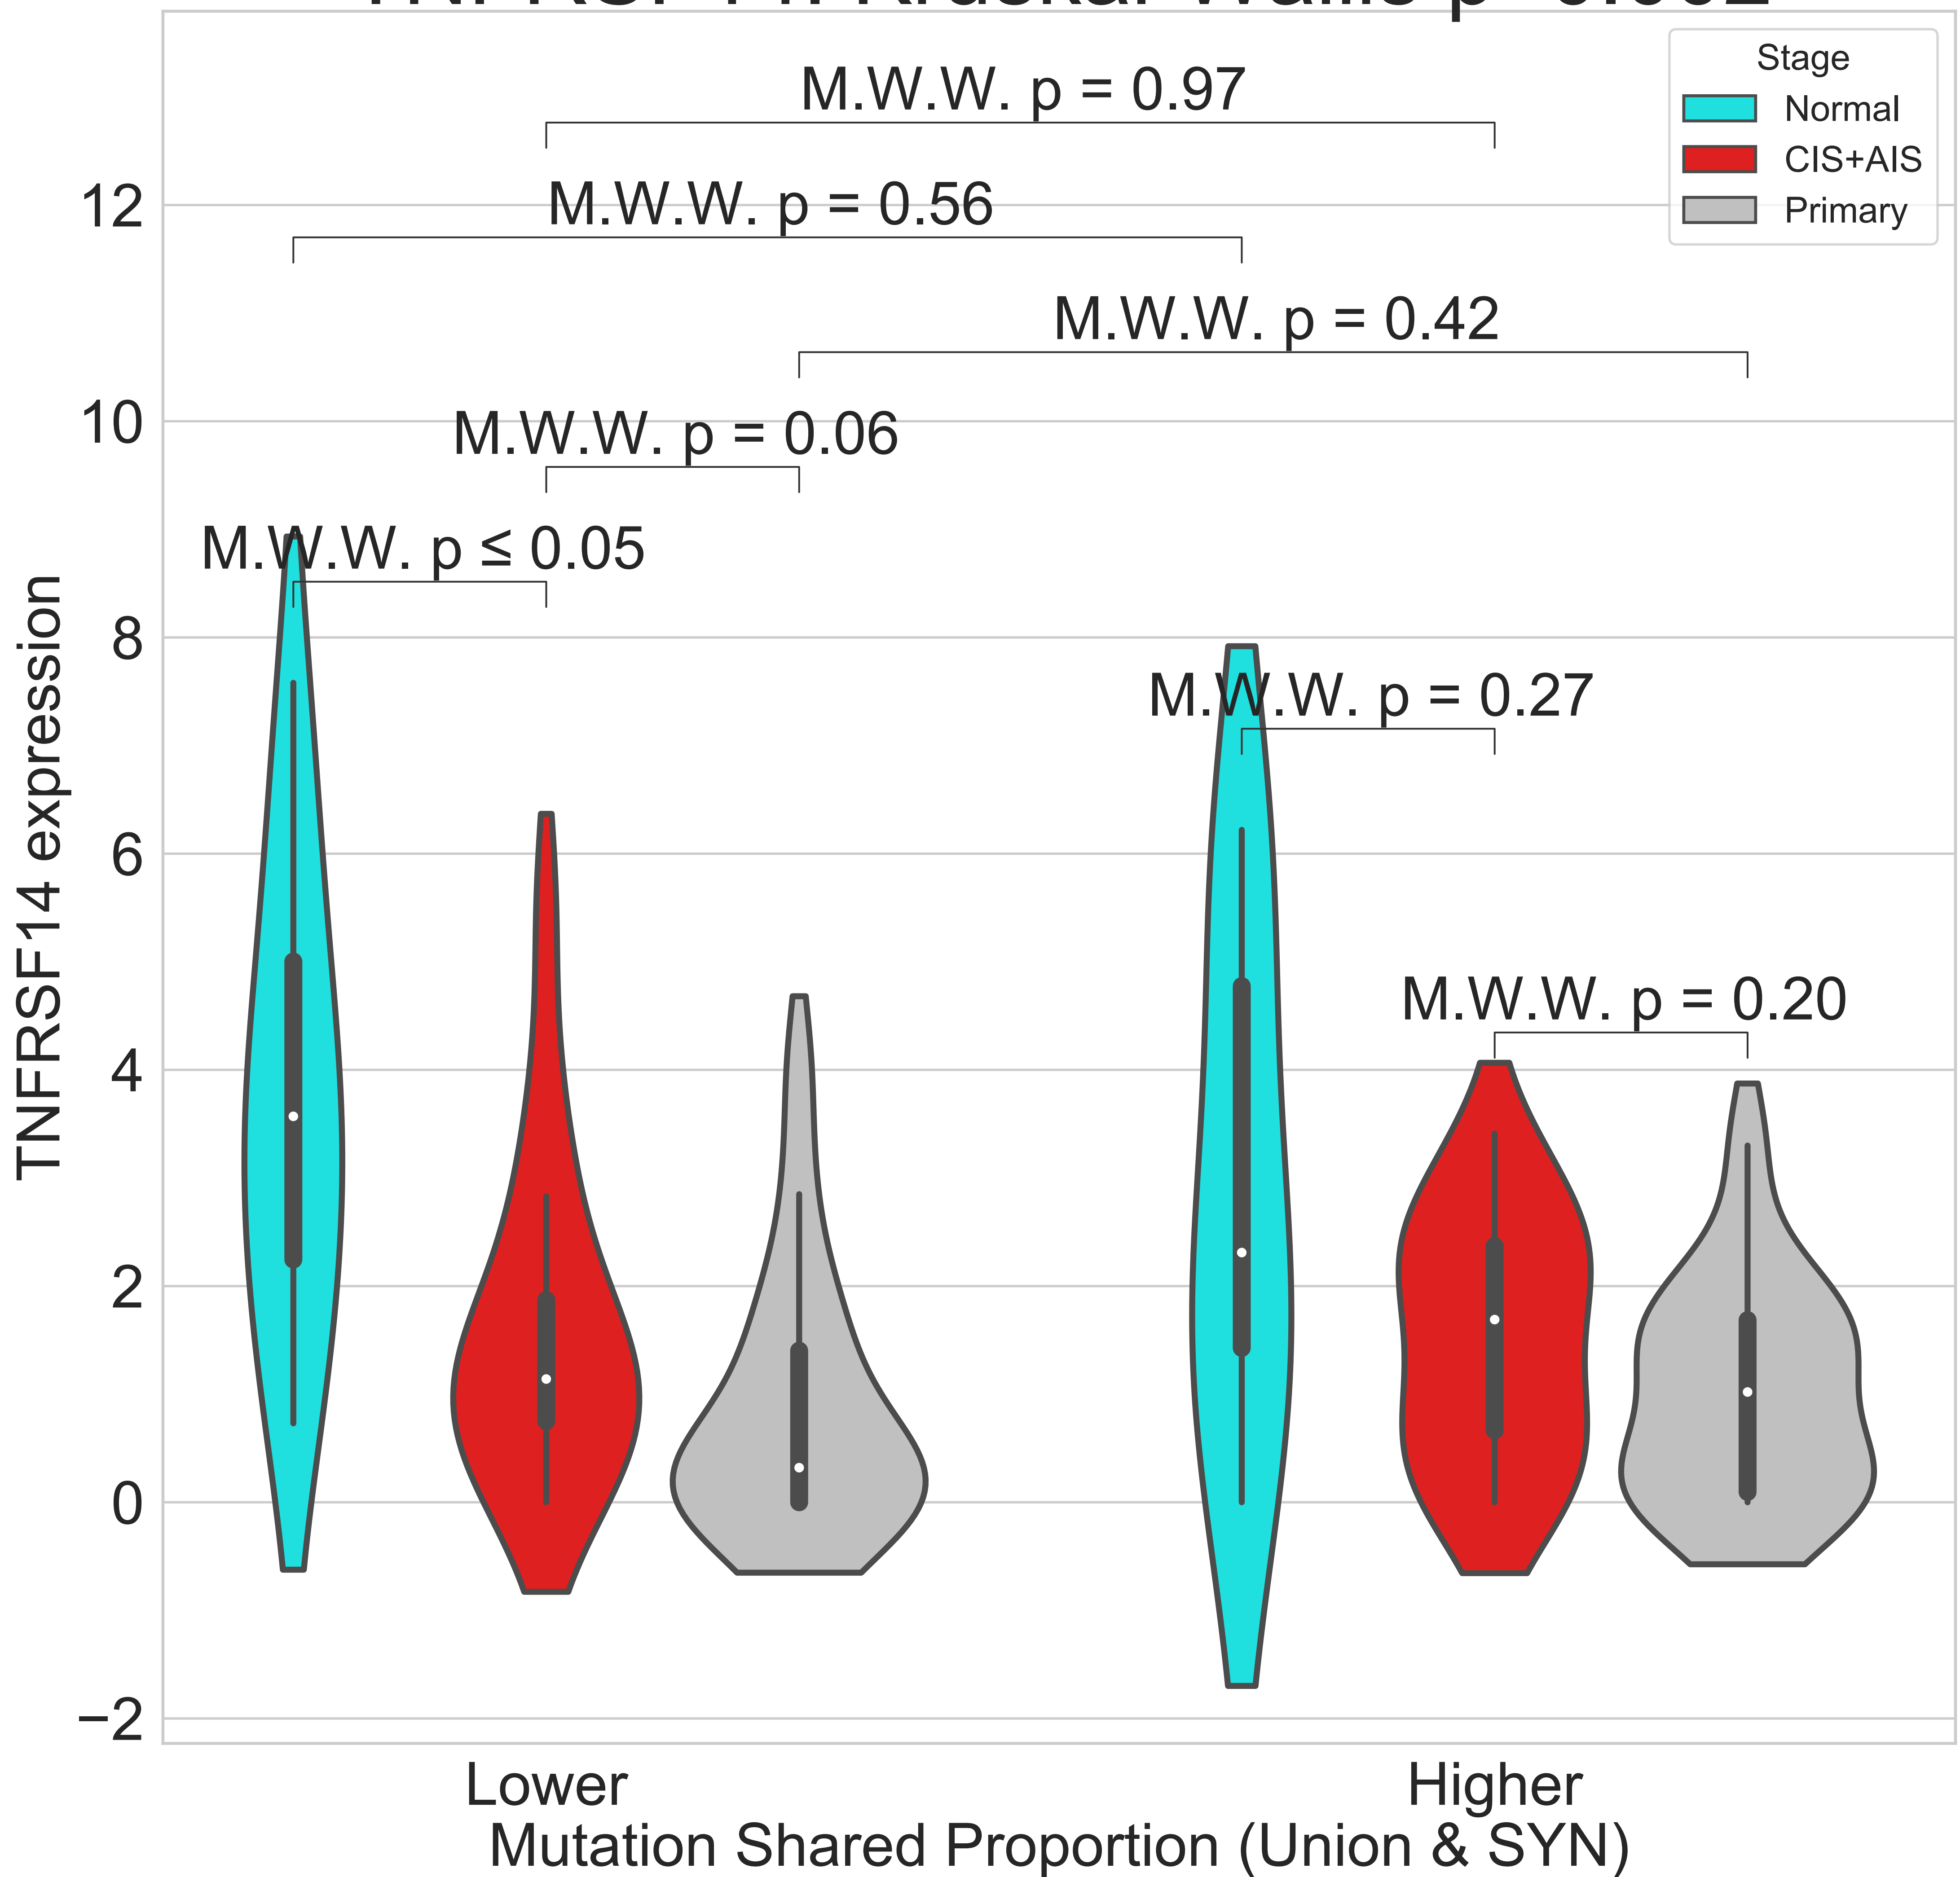 M.W.W. p = 0.97
M.W.W. p = 0.56
M.W.W. p = 0.42
M.W.W. p = 0.06
M.W.W. p ≤ 0.05
M.W.W. p = 0.27
M.W.W. p = 0.20
Stage
Normal
CIS+AIS
Primary
TNFRSF14 expression
12
10
8
6
4
2
0
−2
Lower
Higher
Mutation Shared Proportion (Union & SYN)